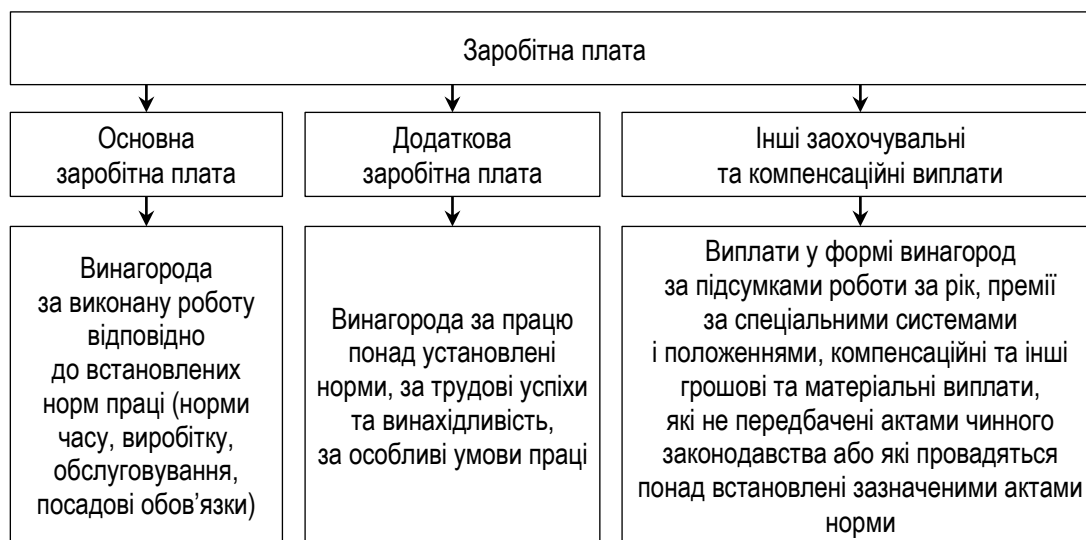 Заробітна плата
Основна
заробітна плата
Додаткова
заробітна плата
Інші заохочувальні
та компенсаційні виплати
Винагорода
за виконану роботу
відповідно
до встановлених
норм праці (норми
часу, виробітку,
обслуговування,
посадові обов’язки)
Винагорода за працю
понад установлені
норми, за трудові успіхи
та винахідливість,
за особливі умови праці
Виплати у формі винагород
за підсумками роботи за рік, премії
за спеціальними системами
і положеннями, компенсаційні та інші
грошові та матеріальні виплати,
які не передбачені актами чинного
законодавства або які провадяться
понад встановлені зазначеними актами
норми